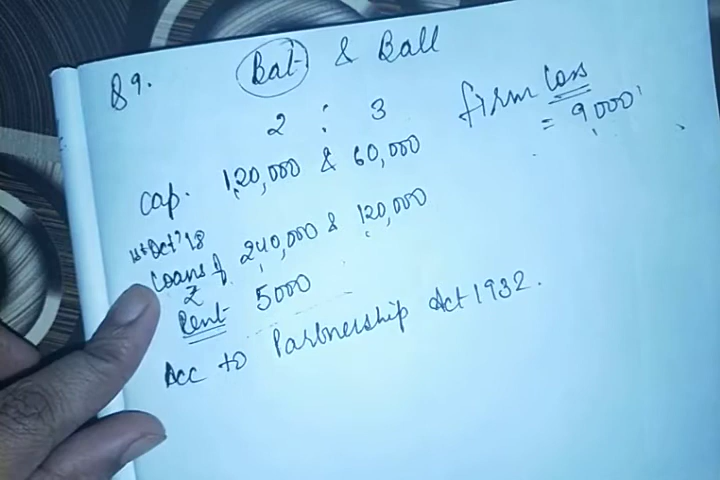 Q9. Bat & Ball
2 : 3 firm loss
= 9,000
cap. 1,20,000 & 60,000
1st Oct'18
Loans of 240,000 & 120,000
Rent 5000
Acc to Partnership Act 1932.